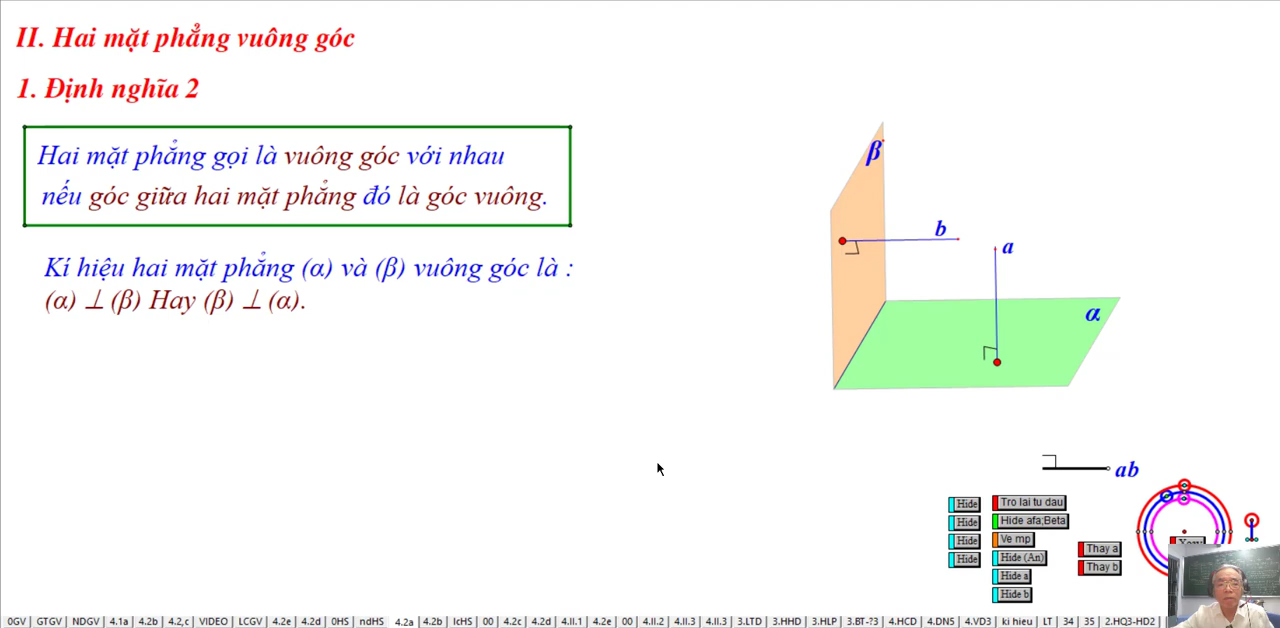 II. Hai mặt phẳng vuông góc
1. Định nghĩa 2
Hai mặt phẳng gọi là vuông góc với nhau
nếu góc giữa hai mặt phẳng đó là góc vuông.
Kí hiệu hai mặt phẳng (α) và (β) vuông góc là :
(α) ⊥ (β) Hay (β) ⊥ (α).
β
b
a
α
ab
Hide
Hide
Hide
Hide
Tro lai tu dau
Hide afa;Beta
Ve mp
Hide (An)
Hide a
Hide b
Thay a
Thay b
0GV | GTGV | NDGV | 4.1a | 4.2b | 4.2,c | VIDEO | LCGV | 4.2e | 4.2d | 0HS | ndHS | 4.2a | 4.2b | lcHS | 00 | 4.2c | 4.2d | 4.II.1 | 4.2e | 00 | 4.II.2 | 4.II.3 | 4.II.3 | 3.LTD | 3.HHD | 3.HLP | 3.BT-?3 | 4.HCD | 4.DN5 | 4.VD3 | ki hieu | LT | 34 | 35 | 2.HQ3-HD2 |